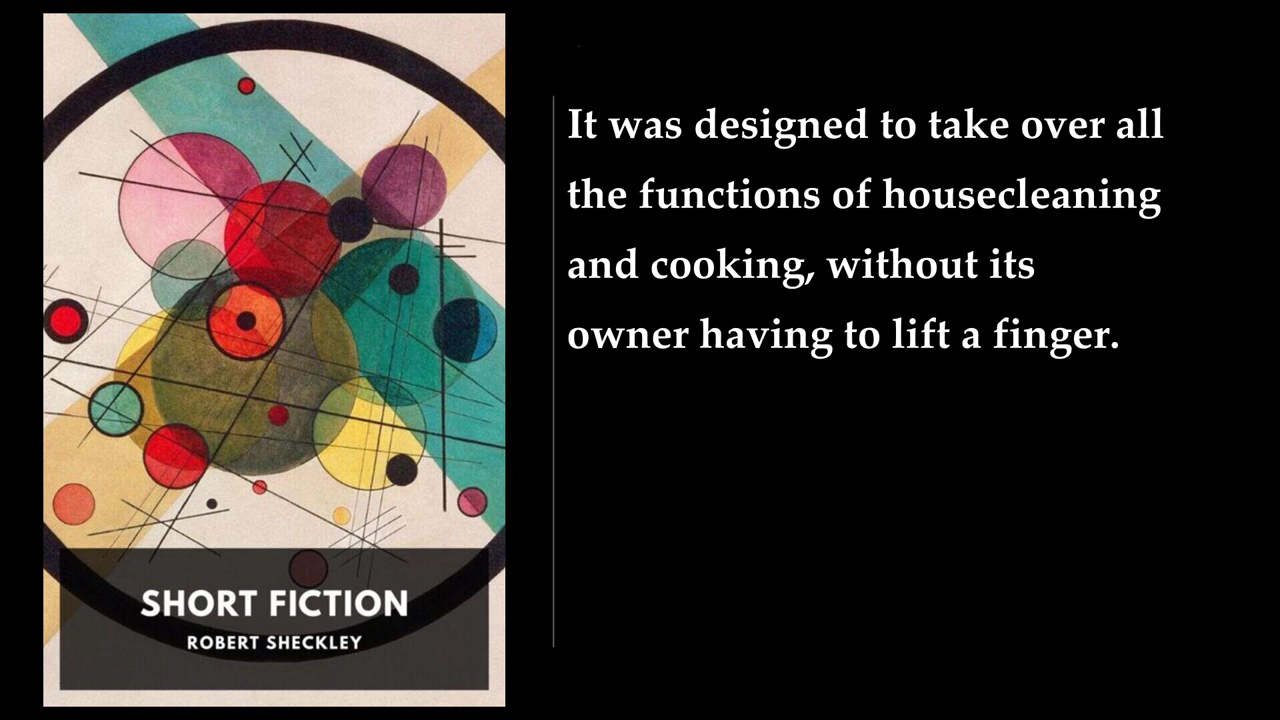 It was designed to take over all
the functions of housecleaning
and cooking, without its
owner having to lift a finger.
SHORT FICTION
ROBERT SHECKLEY